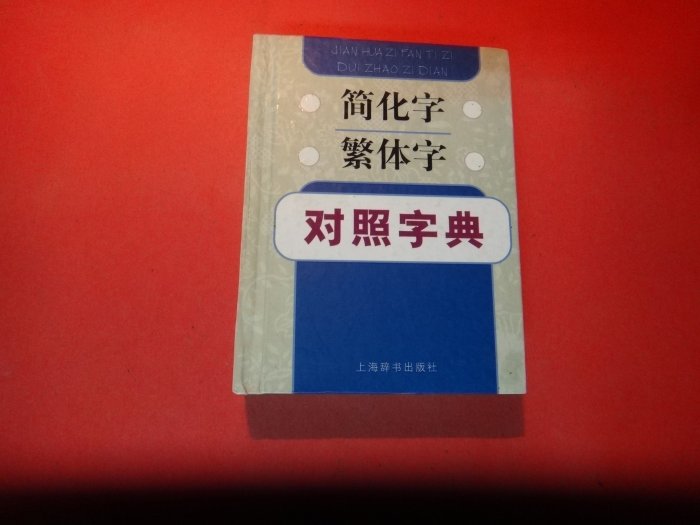 JIAN HUA ZI FAN TI ZI
DUI ZHAO ZI DIAN
简化字
繁体字
对照字典
上海辞书出版社